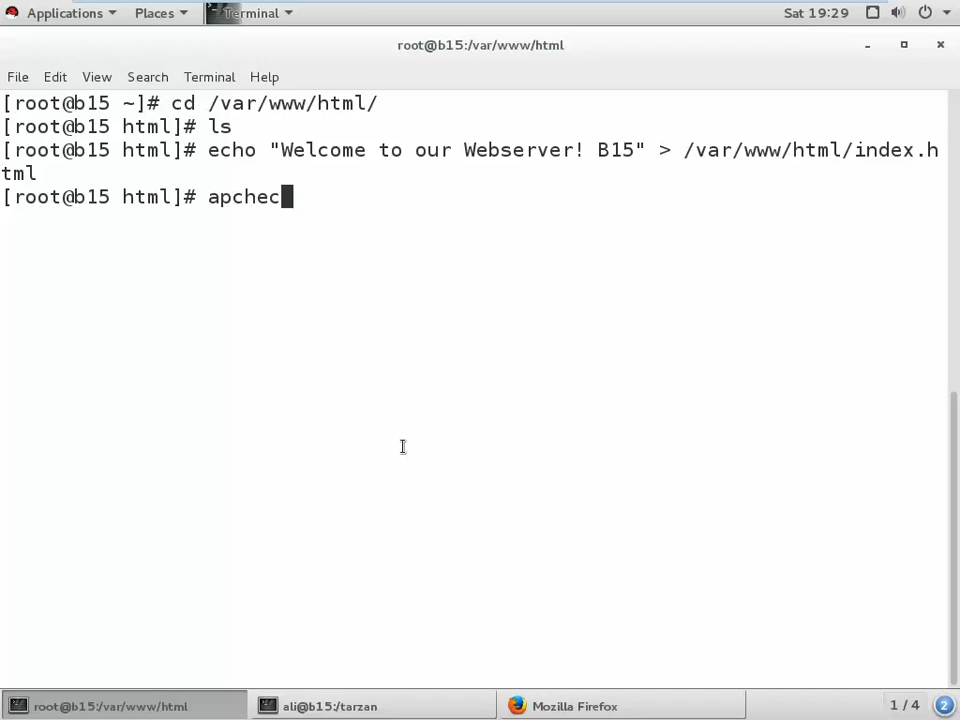 Applications Places Terminal Sat 19:29
root@b15:/var/www/html
File Edit View Search Terminal Help
[root@b15 ~]# cd /var/www/html/
[root@b15 html]# ls
[root@b15 html]# echo "Welcome to our Webserver! B15" > /var/www/html/index.h
tml
[root@b15 html]# apchec
root@b15:/var/www/html ali@b15:/tarzan Mozilla Firefox 1 / 4 2